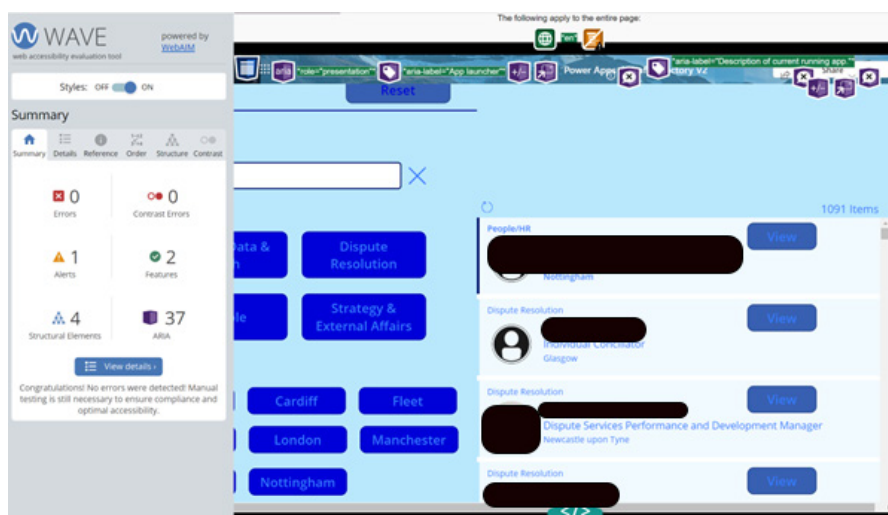 The following apply to the entire page:
"en"
WAVE
powered by
WebAIM
web accessibility evaluation tool
Styles: OFF ON
Summary
Summary Details Reference Order Structure Contrast
0
Errors
0
Contrast Errors
1
Alerts
2
Features
4
Structural Elements
37
ARIA
View details ›
Congratulations! No errors were detected! Manual
testing is still necessary to ensure compliance and
optimal accessibility.
aria "role="presentation"" "aria-label="App launcher"" Power Apps ctory V2 "aria-label="Description of current running app.""
Share
Reset
ata &
Dispute
Resolution
Strategy &
External Affairs
Cardiff Fleet
London Manchester
Nottingham
1091 Items
People/HR
View
Nottingham
Dispute Resolution
View
Individual Conciliator
Glasgow
Dispute Resolution
View
Dispute Services Performance and Development Manager
Newcastle upon Tyne
Dispute Resolution
View
</>